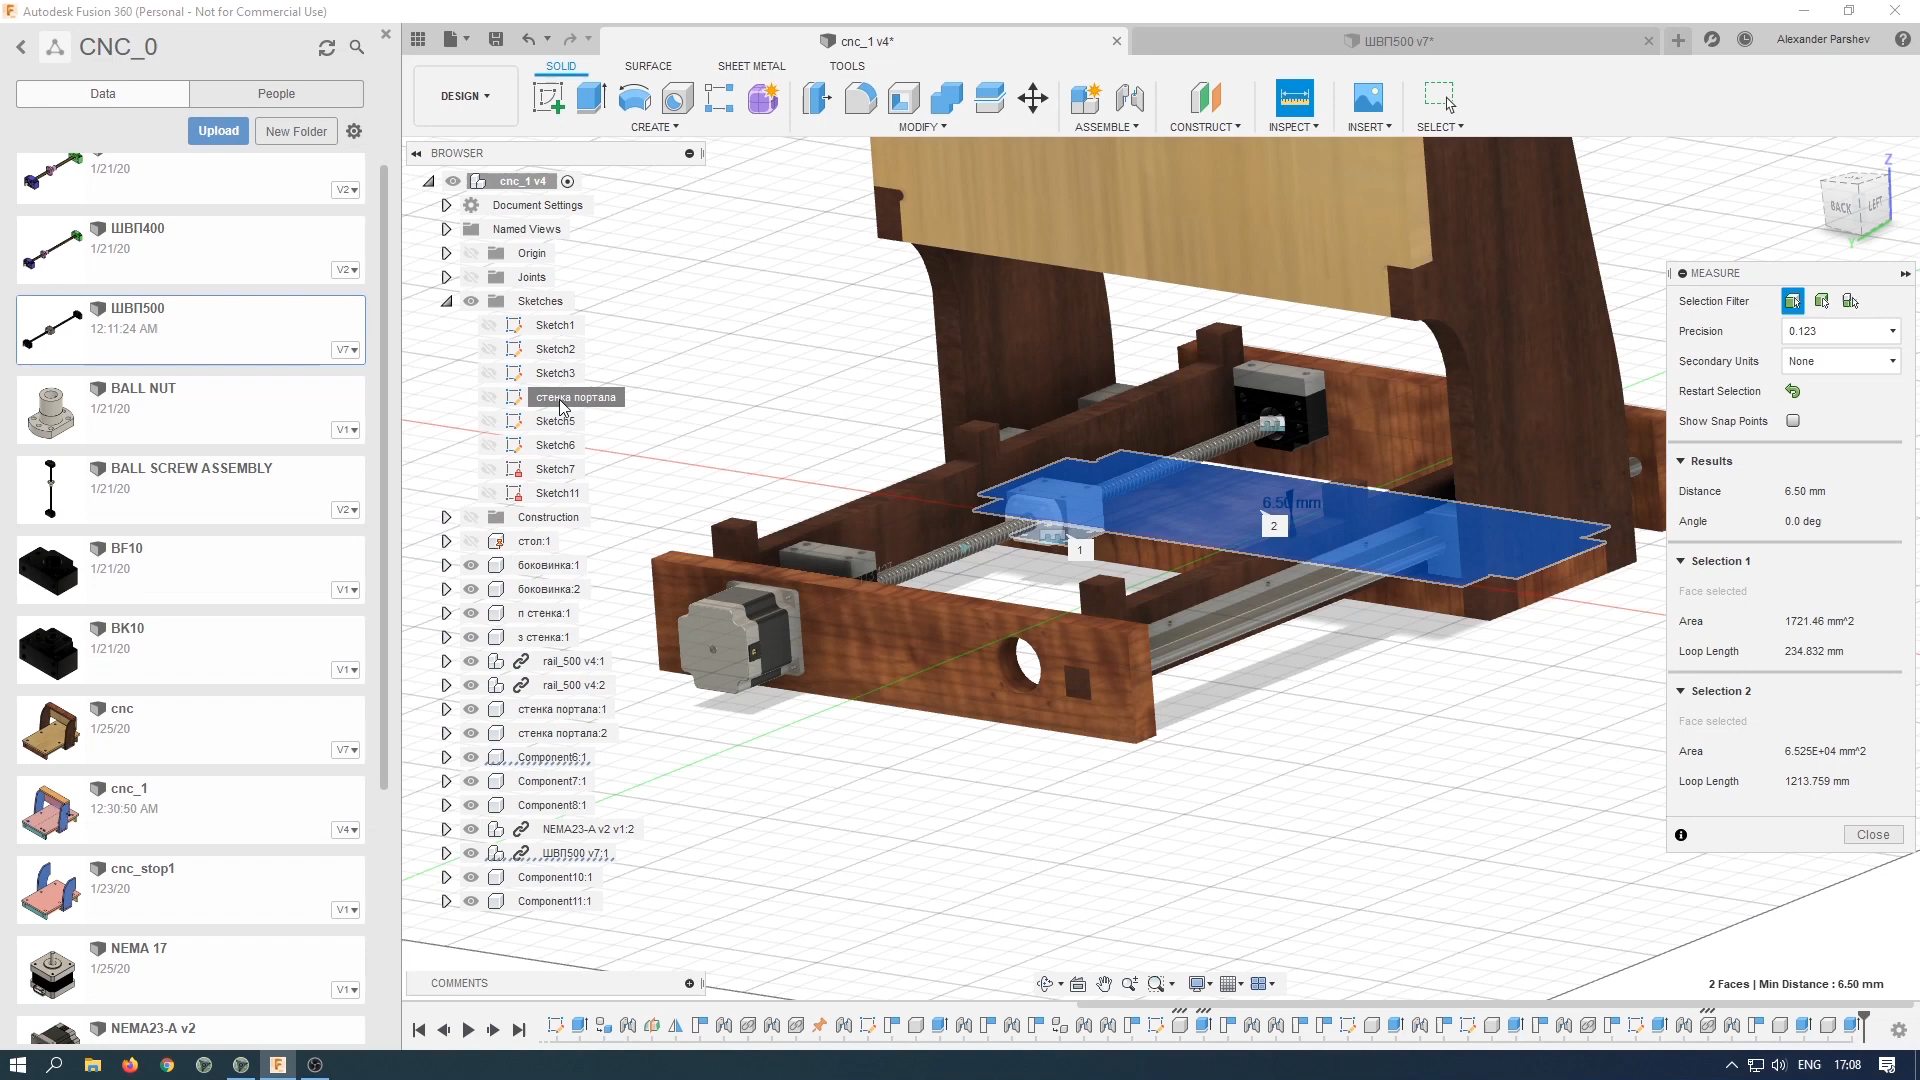 Autodesk Fusion 360 (Personal - Not for Commercial Use)
CNC_0
Data
People
Upload
New Folder
1/21/20
V2
ШВП400
1/21/20
V2
ШВП500
12:11:24 AM
V7
BALL NUT
1/21/20
V1
BALL SCREW ASSEMBLY
1/21/20
V2
BF10
1/21/20
V1
BK10
1/21/20
V1
cnc
1/25/20
V7
cnc_1
12:30:50 AM
V4
cnc_stop1
1/23/20
V1
NEMA 17
1/25/20
V1
NEMA23-A v2
cnc_1 v4*
ШВП500 v7*
Alexander Parshev
DESIGN
SOLID
SURFACE
SHEET METAL
TOOLS
CREATE
MODIFY
ASSEMBLE
CONSTRUCT
INSPECT
INSERT
SELECT
BROWSER
cnc_1 v4
Document Settings
Named Views
Origin
Joints
Sketches
Sketch1
Sketch2
Sketch3
стенка портала
Sketch5
Sketch6
Sketch7
Sketch11
Construction
стол:1
боковинка:1
боковинка:2
п стенка:1
з стенка:1
rail_500 v4:1
rail_500 v4:2
стенка портала:1
стенка портала:2
Component6:1
Component7:1
Component8:1
NEMA23-A v2 v1:2
ШВП500 v7:1
Component10:1
Component11:1
COMMENTS
6.50 mm
1
2
Z
BACK
LEFT
Y
MEASURE
Selection Filter
Precision
0.123
Secondary Units
None
Restart Selection
Show Snap Points
Results
Distance
6.50 mm
Angle
0.0 deg
Selection 1
Face selected
Area
1721.46 mm^2
Loop Length
234.832 mm
Selection 2
Face selected
Area
6.525E+04 mm^2
Loop Length
1213.759 mm
Close
2 Faces | Min Distance : 6.50 mm
ENG
17:08